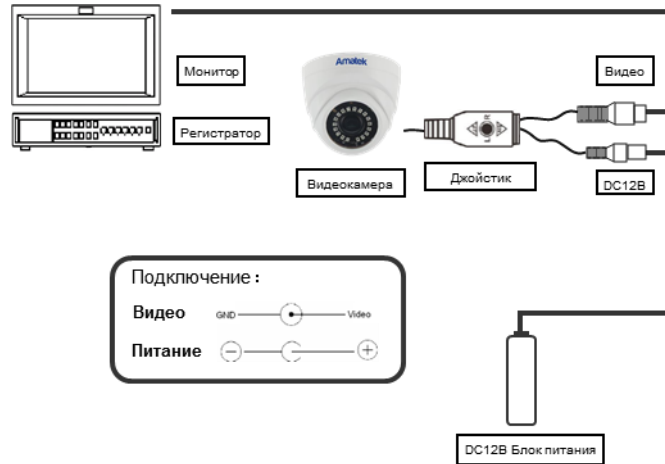 Amatek
Монитор
Видео
Регистратор
Видеокамера
Джойстик
DC12В
Подключение:
Видео
GND
Video
Питание
DC12В Блок питания